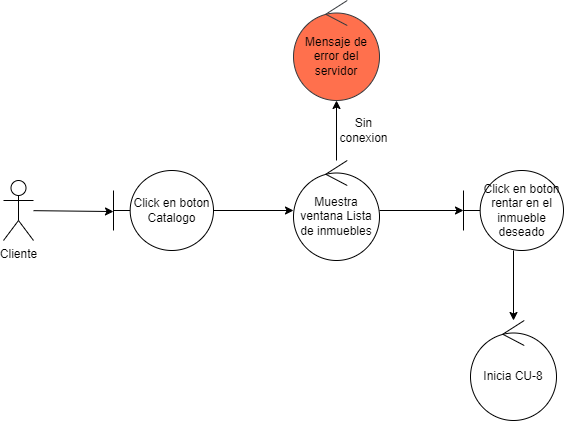 Mensaje de
error del
servidor
Sin
conexion
Cliente
Click en boton
Catalogo
Muestra
ventana Lista
de inmuebles
Click en boton
rentar en el
inmueble
deseado
Inicia CU-8